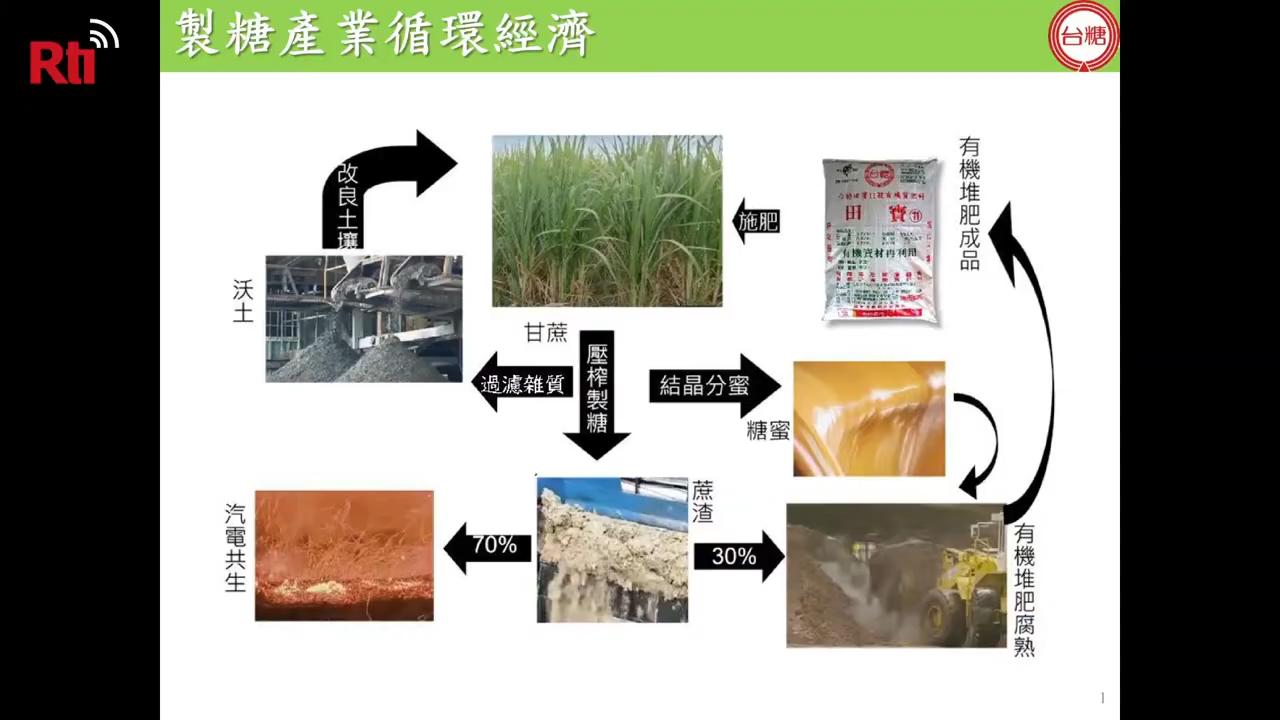 Rti
製糖產業循環經濟
台糖
改良土壤
沃土
甘蔗
施肥
台糖
田寶
11
有機資材再利用
有機堆肥成品
過濾雜質
壓榨製糖
結晶分蜜
糖蜜
汽電共生
70%
蔗渣
30%
有機堆肥腐熟
1